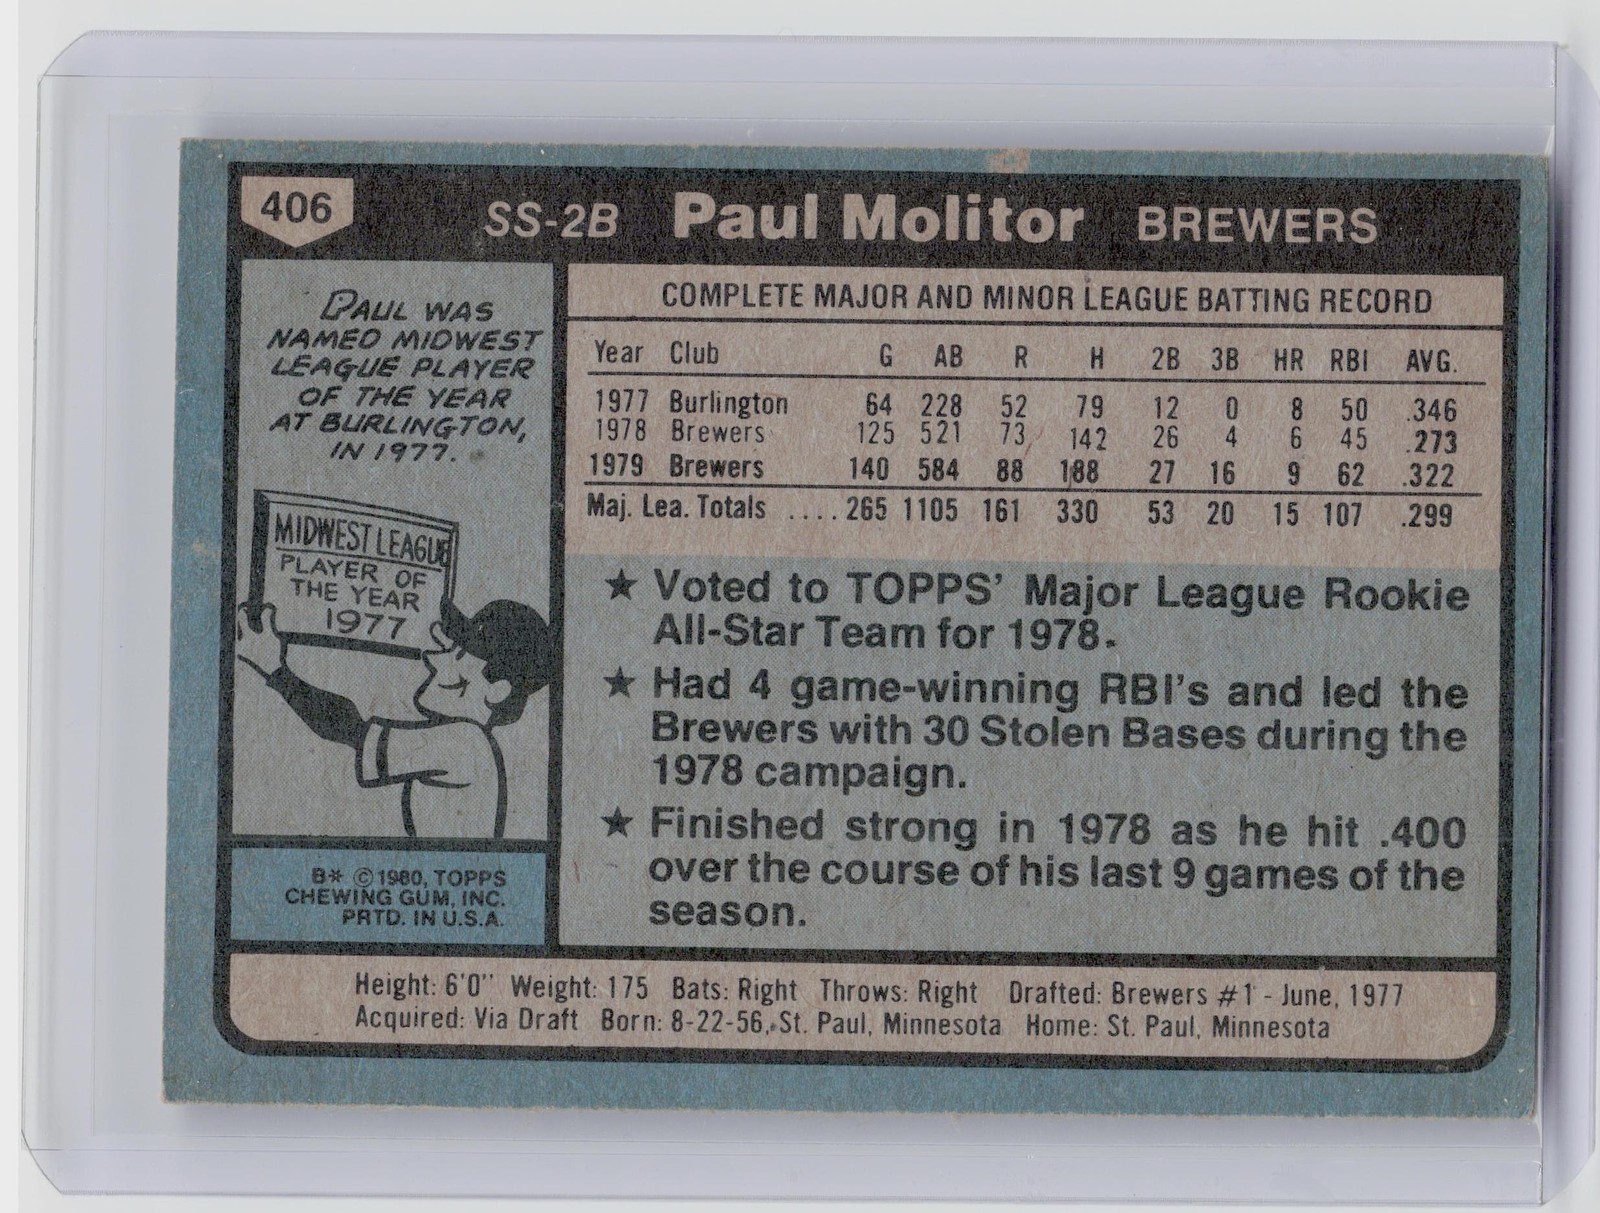 406 SS-2B Paul Molitor BREWERS
PAUL WAS
NAMED MIDWEST
LEAGUE PLAYER
OF THE YEAR
AT BURLINGTON,
IN 1977.
MIDWEST LEAGUE
PLAYER OF
THE YEAR
1977
B* ©1980, TOPPS
CHEWING GUM, INC.
PRTD. IN U.S.A.
COMPLETE MAJOR AND MINOR LEAGUE BATTING RECORD
Year Club G AB R H 2B 3B HR RBI AVG.
1977 Burlington 64 228 52 79 12 0 8 50 .346
1978 Brewers 125 521 73 142 26 4 6 45 .273
1979 Brewers 140 584 88 188 27 16 9 62 .322
Maj. Lea. Totals .... 265 1105 161 330 53 20 15 107 .299
★ Voted to TOPPS' Major League Rookie
All-Star Team for 1978.
★ Had 4 game-winning RBI's and led the
Brewers with 30 Stolen Bases during the
1978 campaign.
★ Finished strong in 1978 as he hit .400
over the course of his last 9 games of the
season.
Height: 6'0" Weight: 175 Bats: Right Throws: Right Drafted: Brewers #1 - June, 1977
Acquired: Via Draft Born: 8-22-56, St. Paul, Minnesota Home: St. Paul, Minnesota